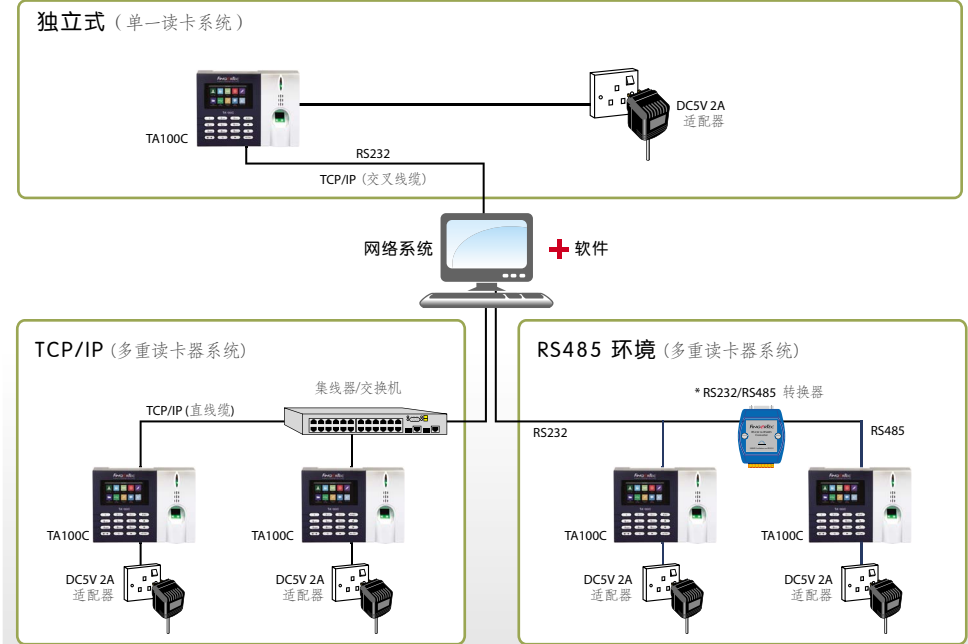 独立式 (单一读卡系统)
TA100C
DC5V 2A
适配器
RS232
TCP/IP (交叉线缆)
网络系统
软件
TCP/IP (多重读卡器系统)
集线器/交换机
TCP/IP (直线缆)
TA100C
TA100C
DC5V 2A
适配器
DC5V 2A
适配器
RS485 环境 (多重读卡器系统)
* RS232/RS485 转换器
RS232
RS485
TA100C
TA100C
DC5V 2A
适配器
DC5V 2A
适配器